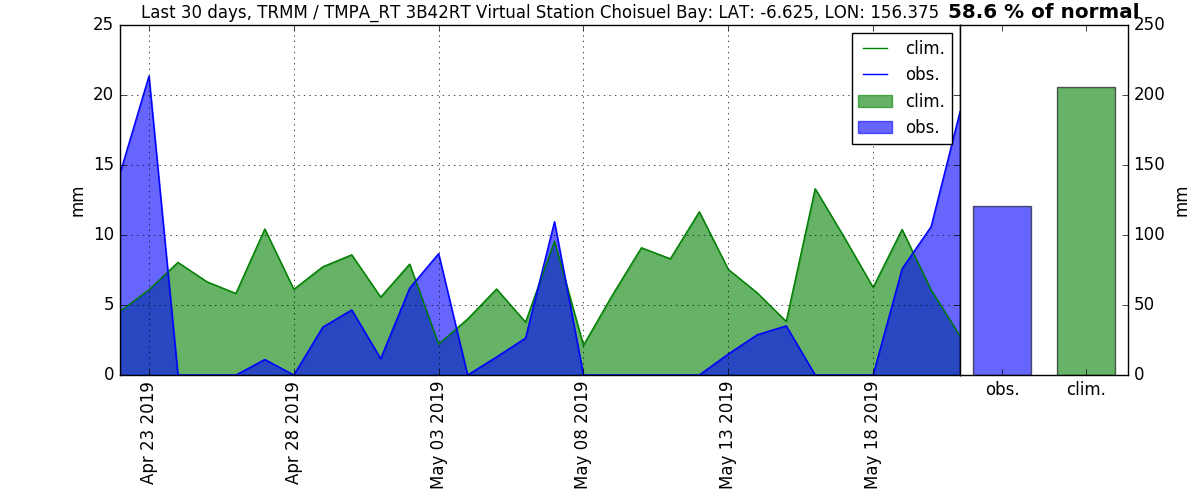 Last 30 days, TRMM / TMPA_RT 3B42RT Virtual Station Choisuel Bay: LAT: -6.625, LON: 156.375 58.6 % of normal
25
20
15
10
5
0
mm
clim.
obs.
clim.
obs.
250
200
150
100
50
0
mm
obs.
clim.
Apr 23 2019
Apr 28 2019
May 03 2019
May 08 2019
May 13 2019
May 18 2019